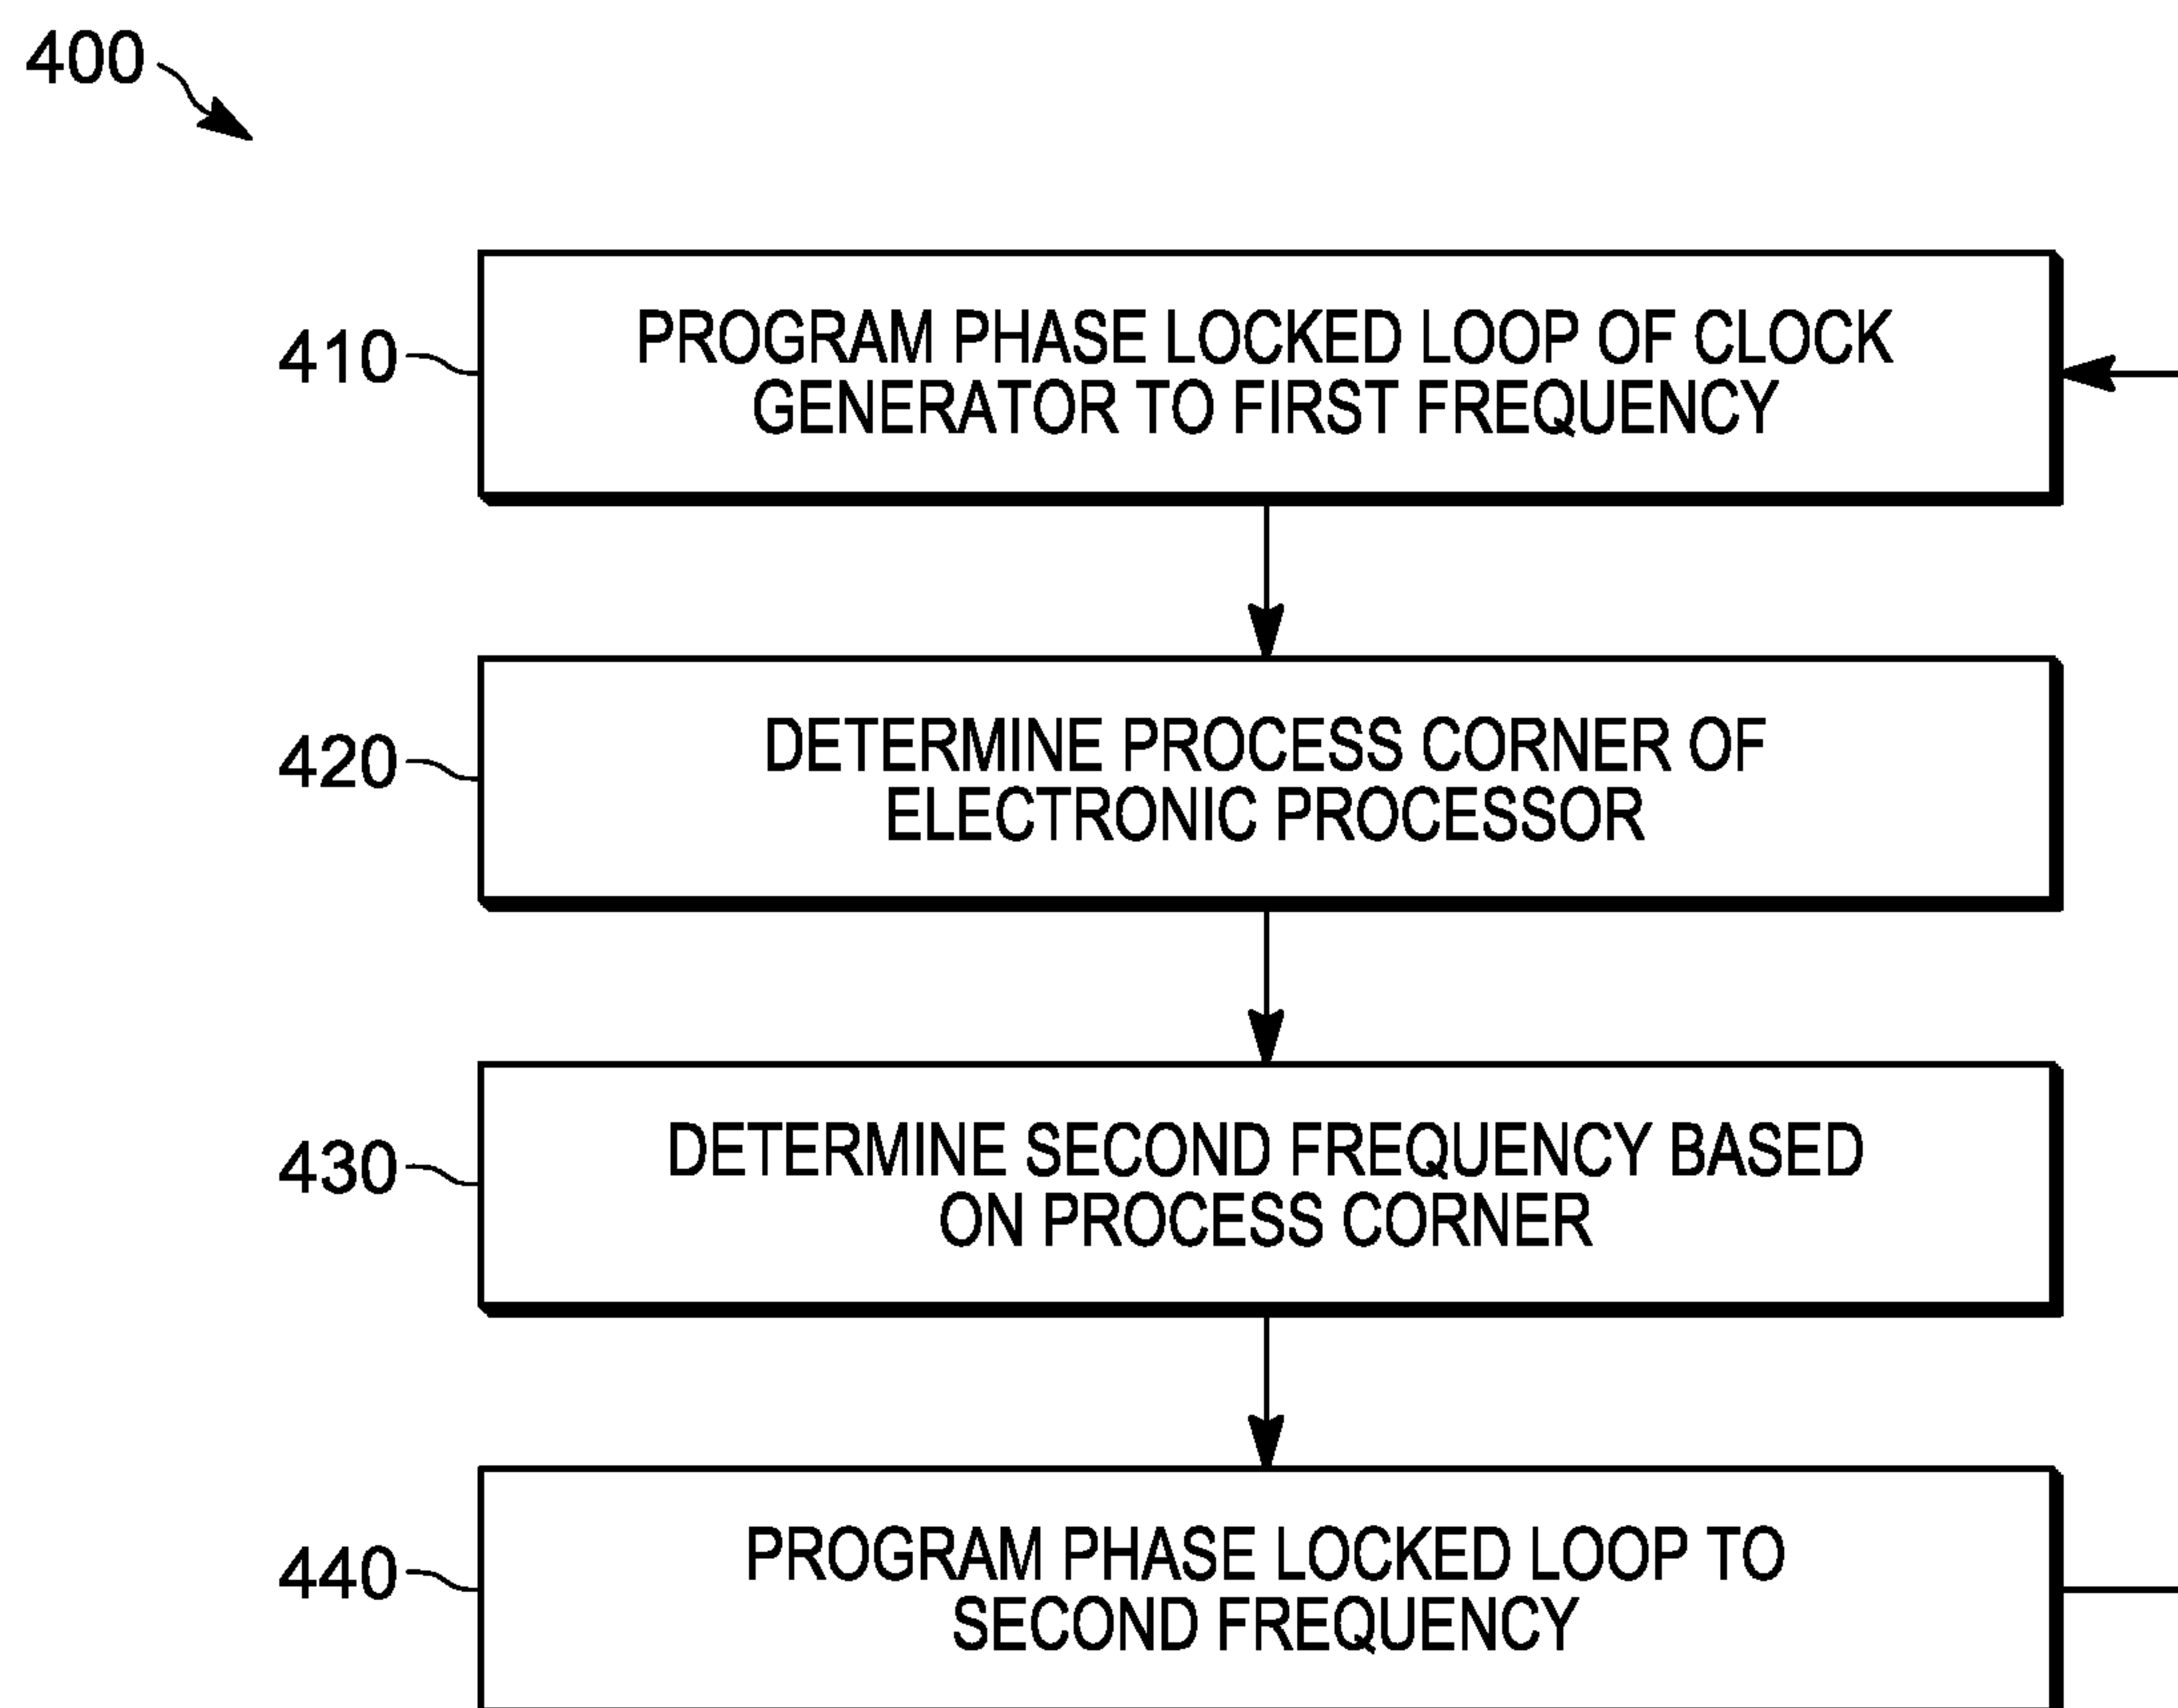 400
410
PROGRAM PHASE LOCKED LOOP OF CLOCK
GENERATOR TO FIRST FREQUENCY
420
DETERMINE PROCESS CORNER OF
ELECTRONIC PROCESSOR
430
DETERMINE SECOND FREQUENCY BASED
ON PROCESS CORNER
440
PROGRAM PHASE LOCKED LOOP TO
SECOND FREQUENCY